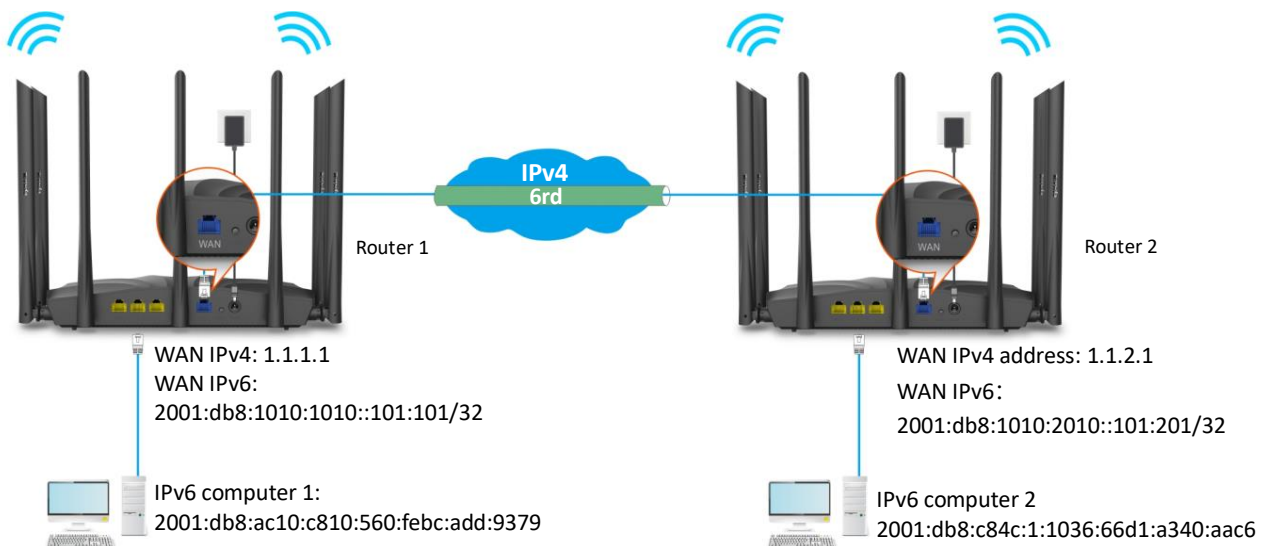 IPv4
6rd
WAN
WAN
Router 1
Router 2
WAN IPv4: 1.1.1.1
WAN IPv6:
2001:db8:1010:1010::101:101/32
WAN IPv4 address: 1.1.2.1
WAN IPv6：
2001:db8:1010:2010::101:201/32
IPv6 computer 1:
2001:db8:ac10:c810:560:febc:add:9379
IPv6 computer 2
2001:db8:c84c:1:1036:66d1:a340:aac6